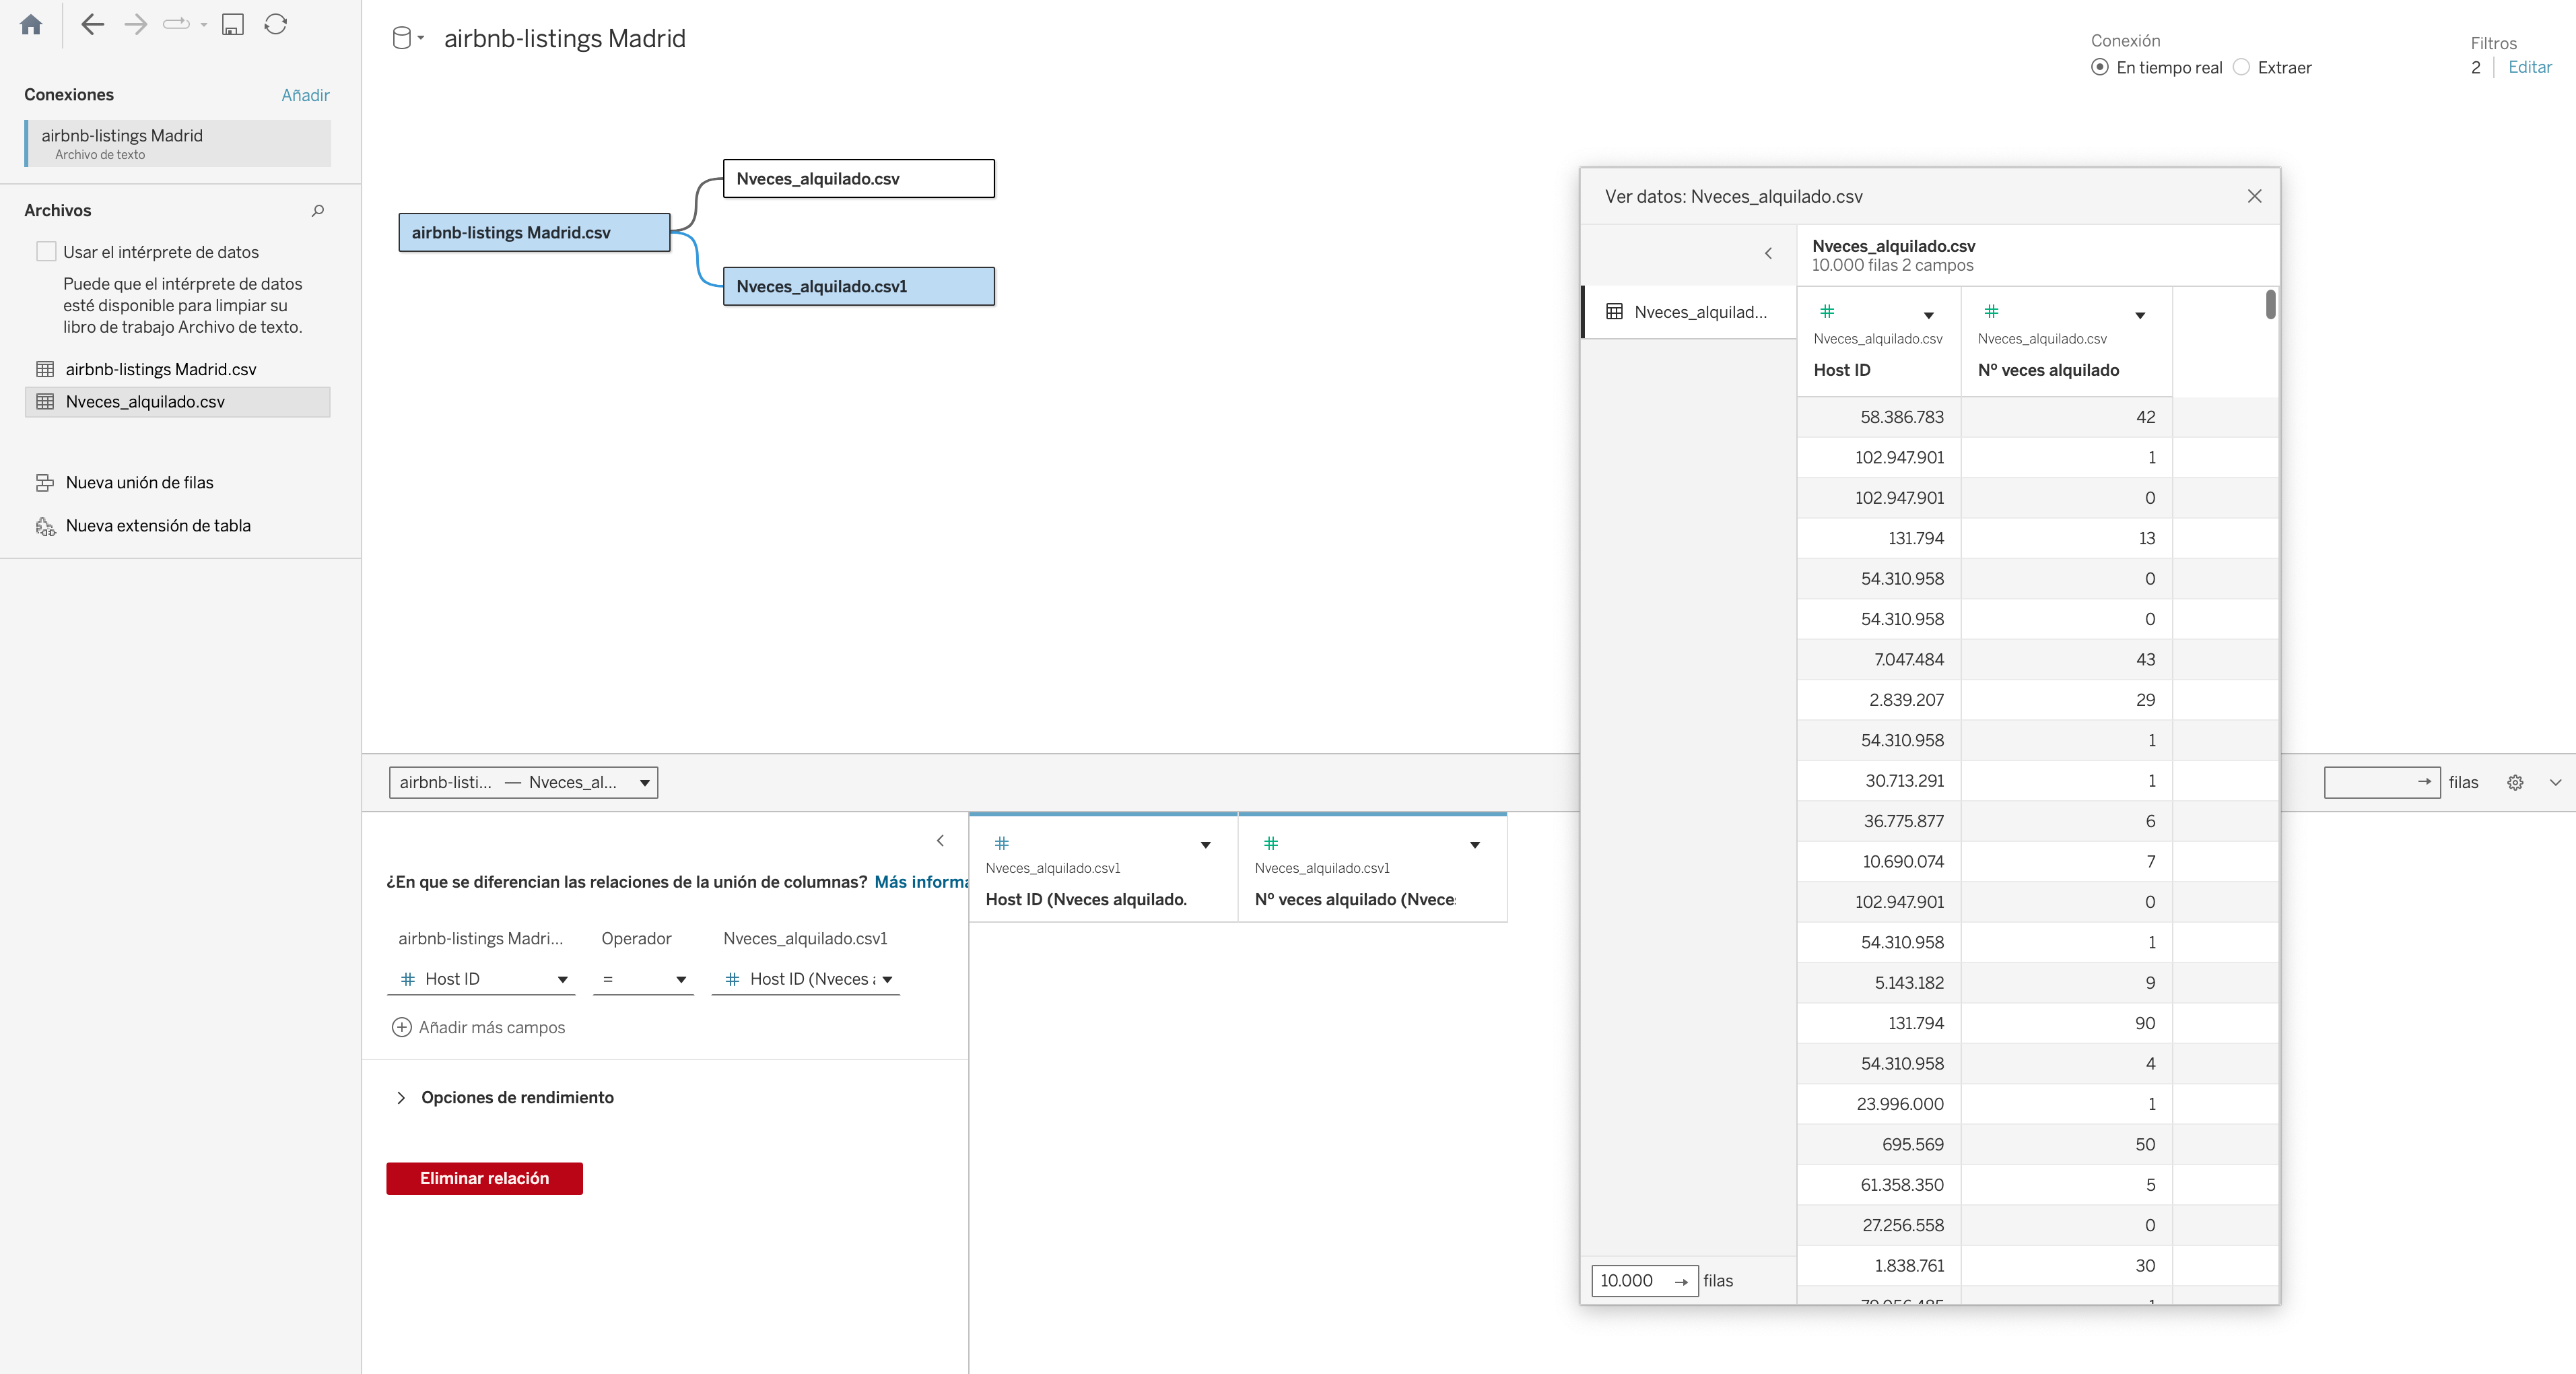 airbnb-listings Madrid
Conexión
En tiempo real
Extraer
Filtros
2
Editar
Conexiones
Añadir
airbnb-listings Madrid
Archivo de texto
Archivos
Usar el intérprete de datos
Puede que el intérprete de datos
esté disponible para limpiar su
libro de trabajo Archivo de texto.
airbnb-listings Madrid.csv
Nveces_alquilado.csv
Nueva unión de filas
Nueva extensión de tabla
Nveces_alquilado.csv
airbnb-listings Madrid.csv
Nveces_alquilado.csv1
airbnb-listi... — Nveces_al...
filas
¿En que se diferencian las relaciones de la unión de columnas? Más informa
airbnb-listings Madri... Operador Nveces_alquilado.csv1
# Host ID = # Host ID (Nveces
Añadir más campos
Opciones de rendimiento
Eliminar relación
# #
Nveces_alquilado.csv1 Nveces_alquilado.csv1
Host ID (Nveces alquilado. Nº veces alquilado (Nvece
Ver datos: Nveces_alquilado.csv
Nveces_alquilado.csv
10.000 filas 2 campos
Nveces_alquilad...
# #
Nveces_alquilado.csv Nveces_alquilado.csv
Host ID Nº veces alquilado
58.386.783 42
102.947.901 1
102.947.901 0
131.794 13
54.310.958 0
54.310.958 0
7.047.484 43
2.839.207 29
54.310.958 1
30.713.291 1
36.775.877 6
10.690.074 7
102.947.901 0
54.310.958 1
5.143.182 9
131.794 90
54.310.958 4
23.996.000 1
695.569 50
61.358.350 5
27.256.558 0
1.838.761 30
10.000 filas